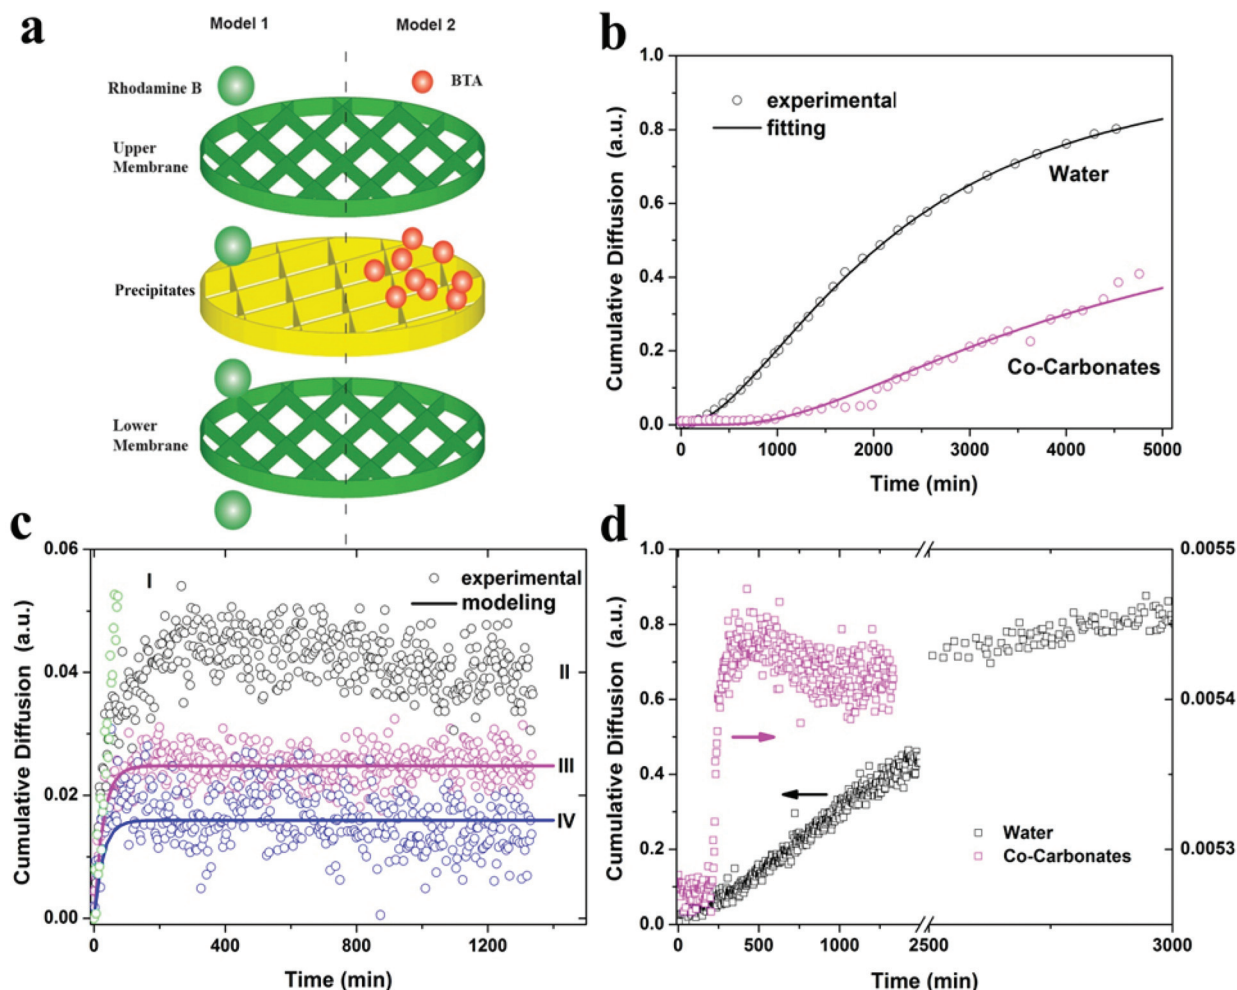 a
Model 1
Model 2
Rhodamine B
BTA
Upper
Membrane
Precipitates
Lower
Membrane
b
Cumulative Diffusion (a.u.)
1.0
0.8
0.6
0.4
0.2
0.0
experimental
fitting
Water
Co-Carbonates
0
1000
2000
3000
4000
5000
Time (min)
c
Cumulative Diffusion (a.u.)
0.06
0.04
0.02
0.00
I
experimental
modeling
II
III
IV
0
400
800
1200
Time (min)
d
Cumulative Diffusion (a.u.)
1.0
0.8
0.6
0.4
0.2
0.0
0.0055
0.0054
0.0053
Water
Co-Carbonates
0
500
1000
2500
3000
Time (min)